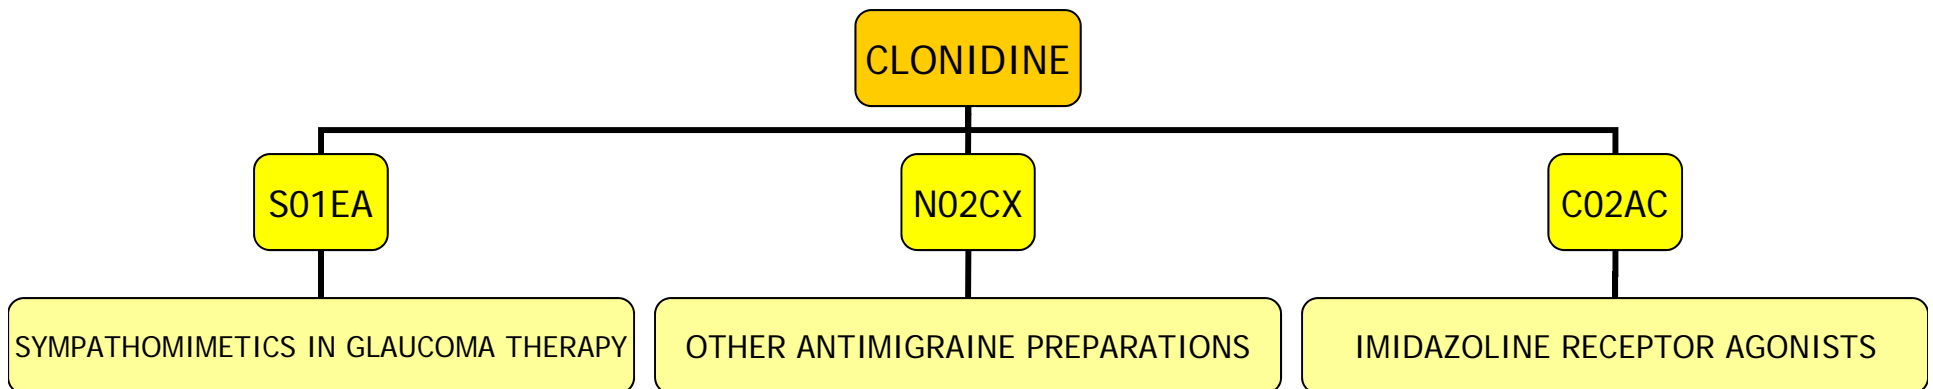 CLONIDINE
S01EA
N02CX
C02AC
SYMPATHOMIMETICS IN GLAUCOMA THERAPY
OTHER ANTIMIGRAINE PREPARATIONS
IMIDAZOLINE RECEPTOR AGONISTS